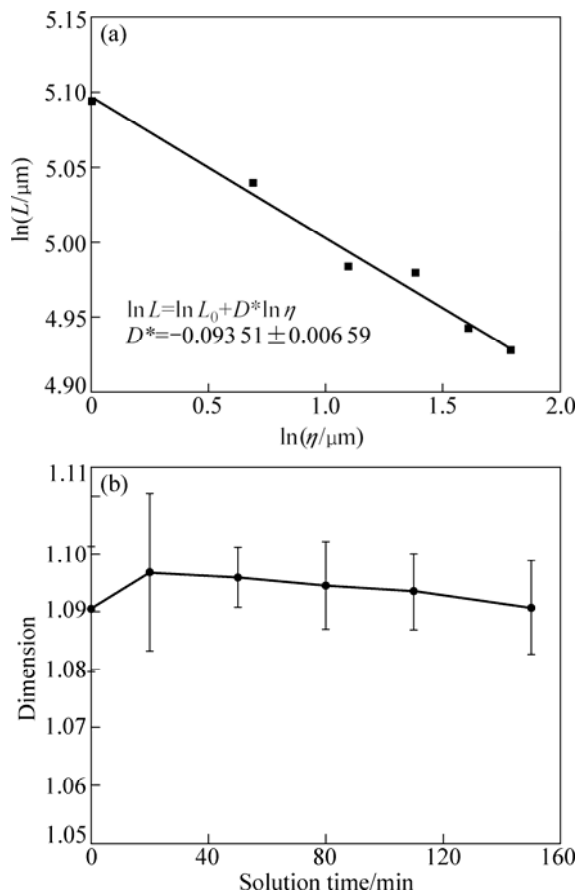 (a)
5.15
5.10
5.05
5.00
4.95
4.90
ln(L/μm)
ln L=ln L₀+D*ln η
D*=−0.093 51±0.006 59
0 0.5 1.0 1.5 2.0
ln(η/μm)
(b)
1.11
1.10
1.09
1.08
1.07
1.06
1.05
Dimension
0 40 80 120 160
Solution time/min